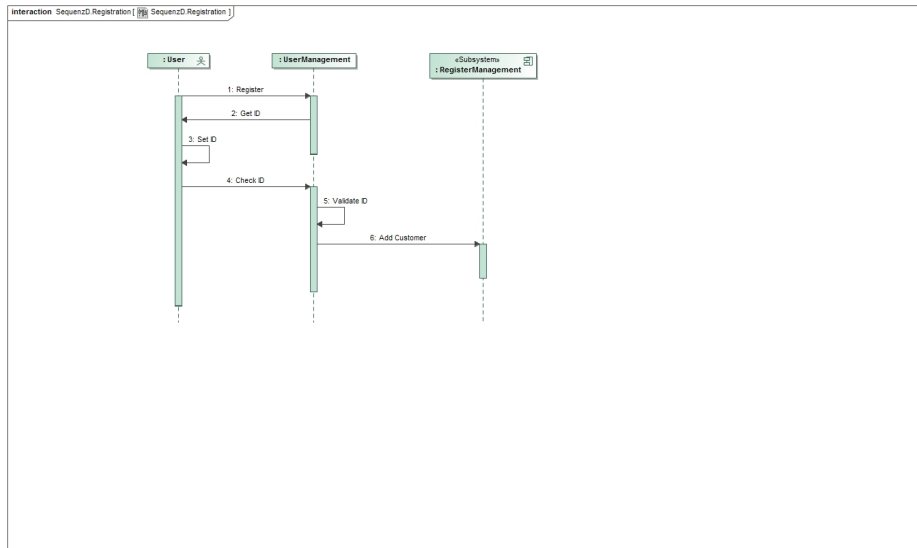 interaction SequenzD.Registration [ SequenzD.Registration ]
: User
: UserManagement
«Subsystem»
: RegisterManagement
1: Register
2: Get ID
3: Set ID
4: Check ID
5: Validate ID
6: Add Customer